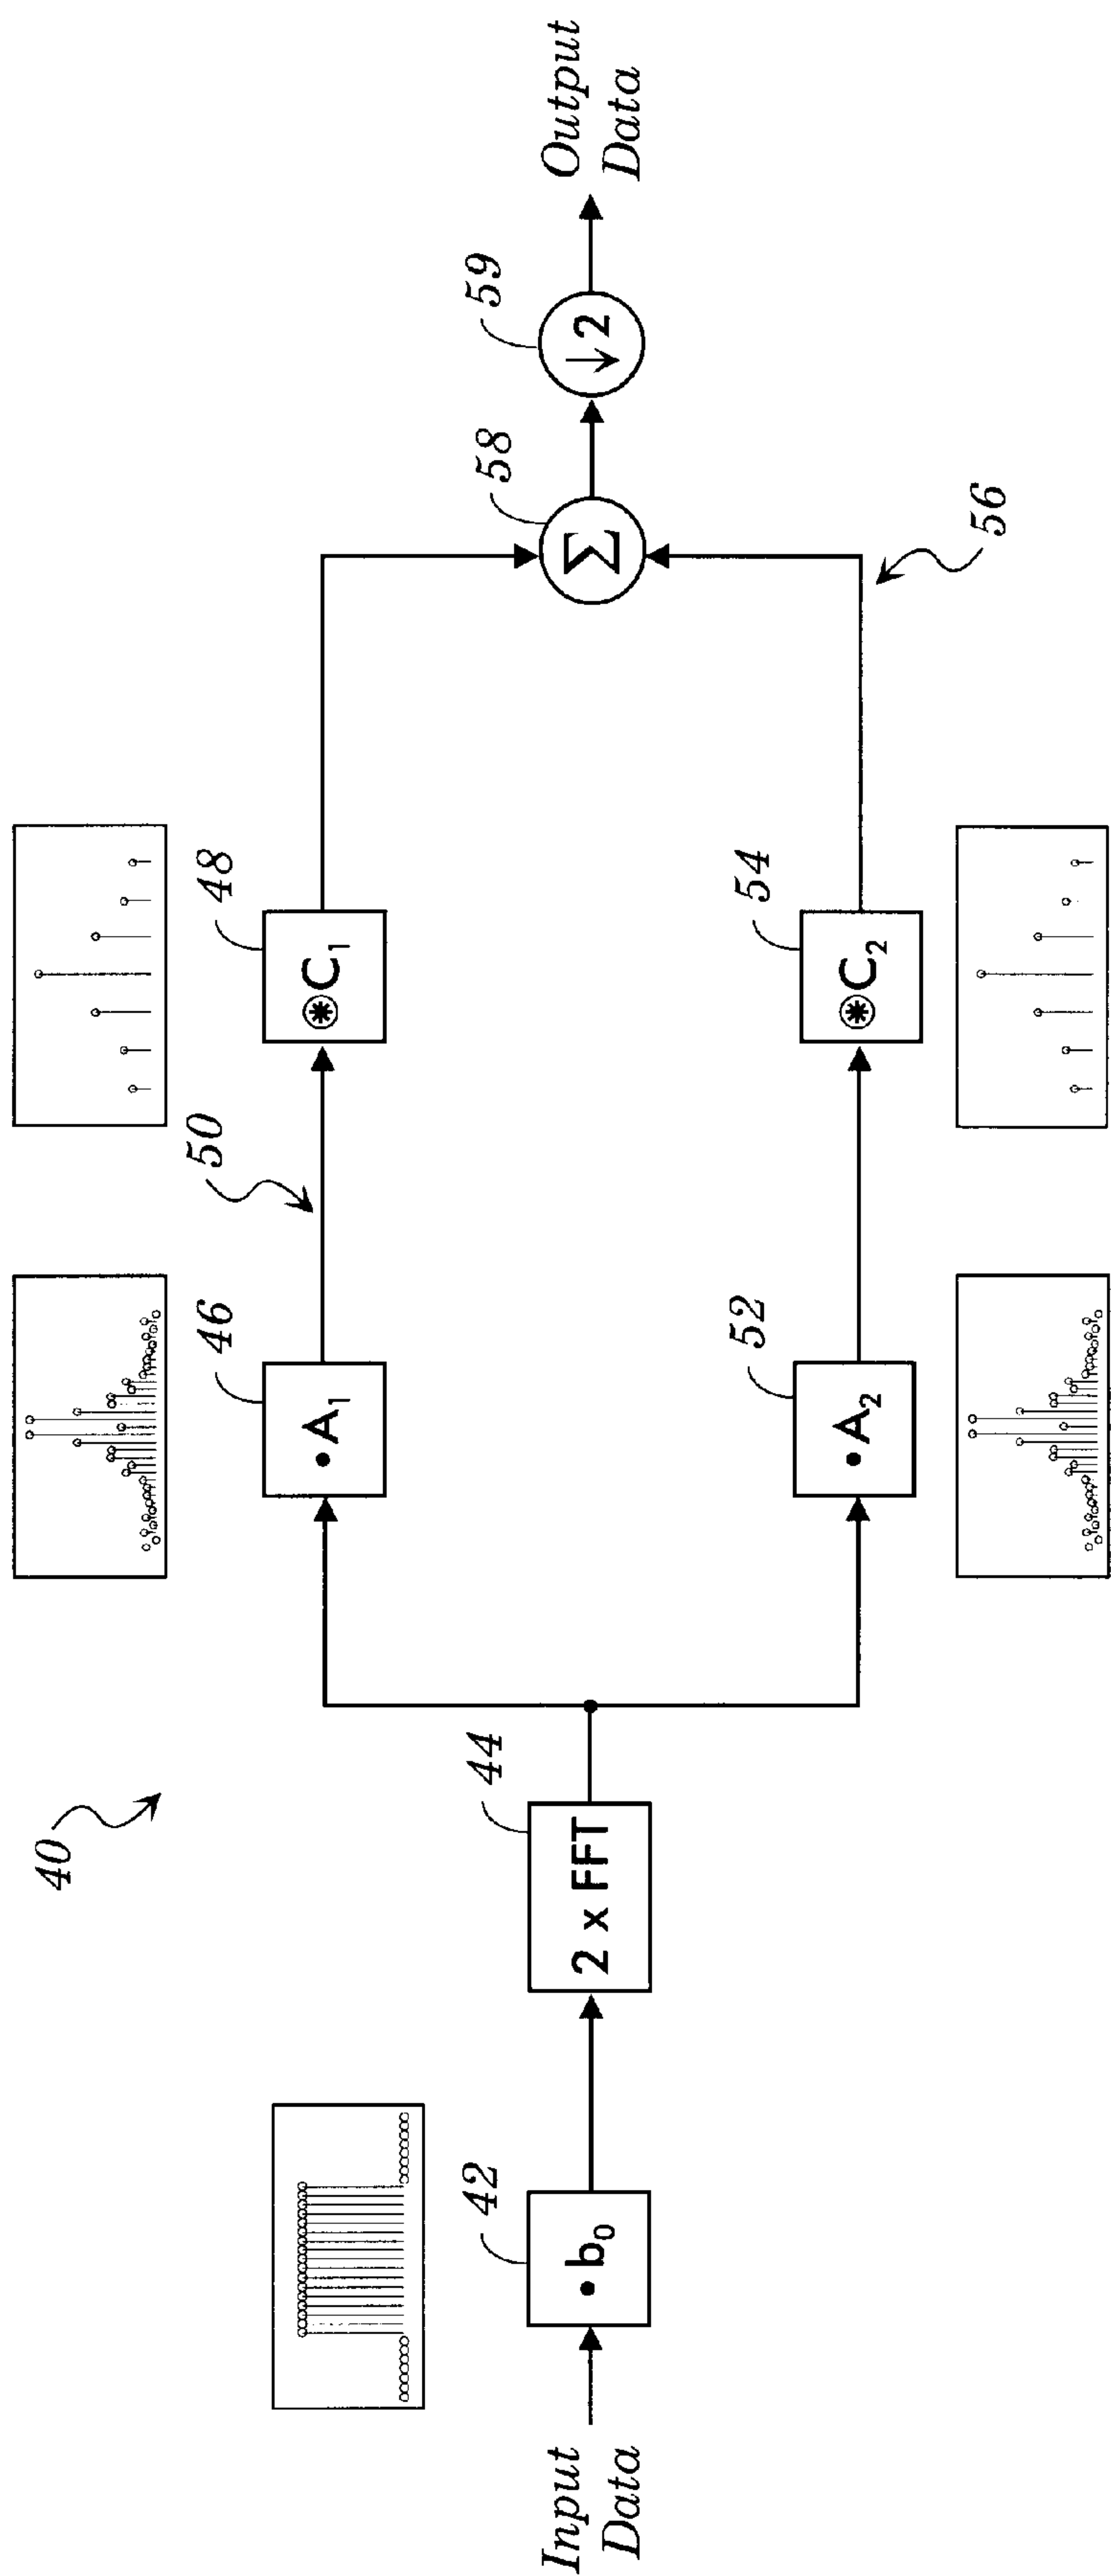 40
Input
Data
42
• b₀
44
2 x FFT
46
• A₁
50
48
⊛C₁
52
• A₂
54
⊛C₂
56
58
Σ
59
↓2
Output
Data